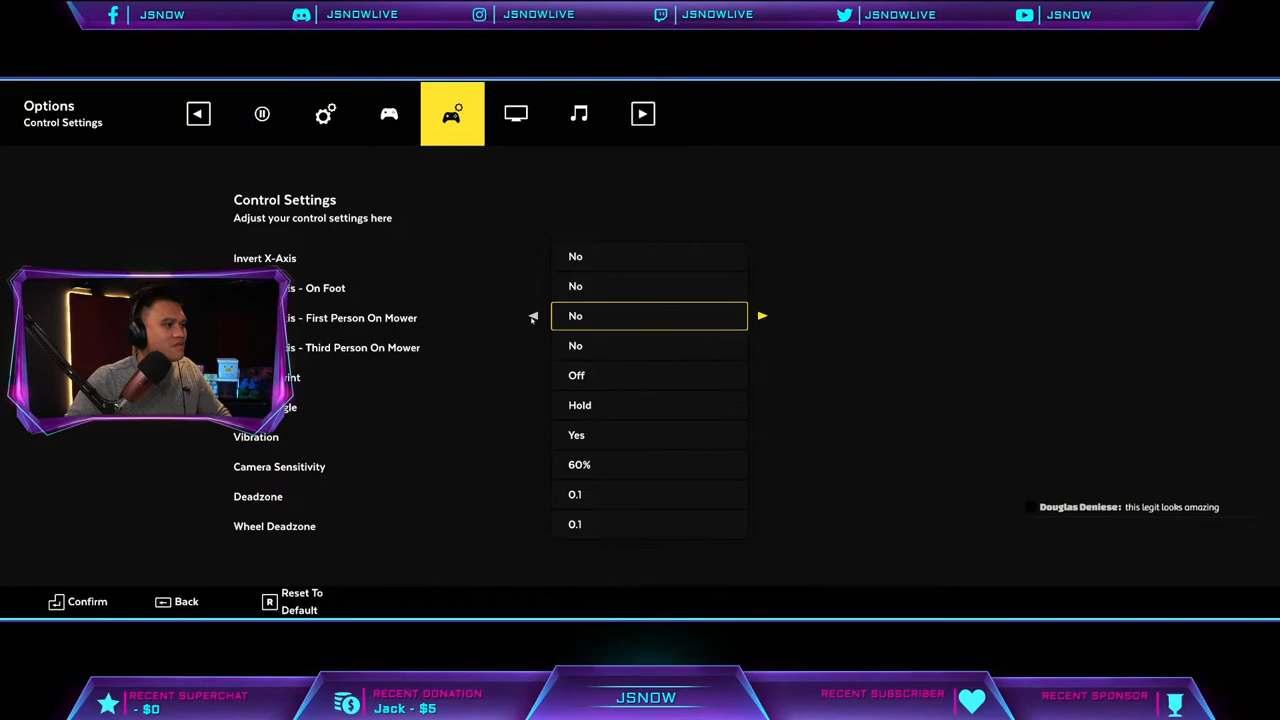 JSNOW
JSNOWLIVE
JSNOWLIVE
JSNOWLIVE
JSNOWLIVE
JSNOW
Options
Control Settings
Control Settings
Adjust your control settings here
Invert X-Axis No
is - On Foot No
is - First Person On Mower No
is - Third Person On Mower No
int Off
gle Hold
Vibration Yes
Camera Sensitivity 60%
Deadzone 0.1
Wheel Deadzone 0.1
Douglas Deniese: this legit looks amazing
Confirm
Back
R Reset To
Default
RECENT SUPERCHAT
- $0
RECENT DONATION
Jack - $5
JSNOW
RECENT SUBSCRIBER
RECENT SPONSOR